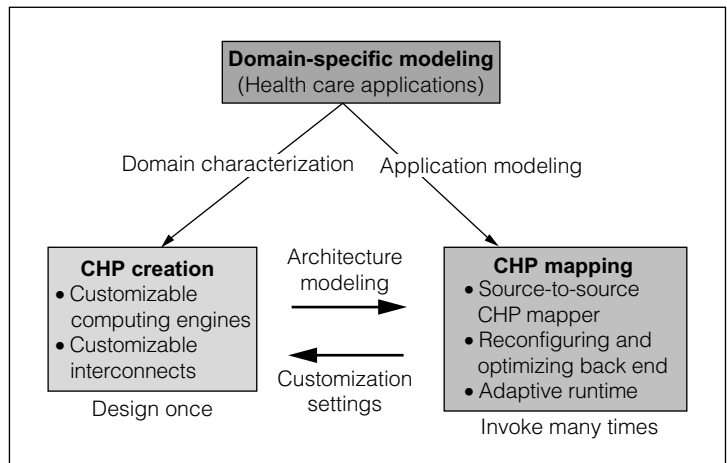 Domain-specific modeling
(Health care applications)
Domain characterization
Application modeling
CHP creation
• Customizable
computing engines
• Customizable
interconnects
Design once
Architecture
modeling
Customization
settings
CHP mapping
• Source-to-source
CHP mapper
• Reconfiguring and
optimizing back end
• Adaptive runtime
Invoke many times